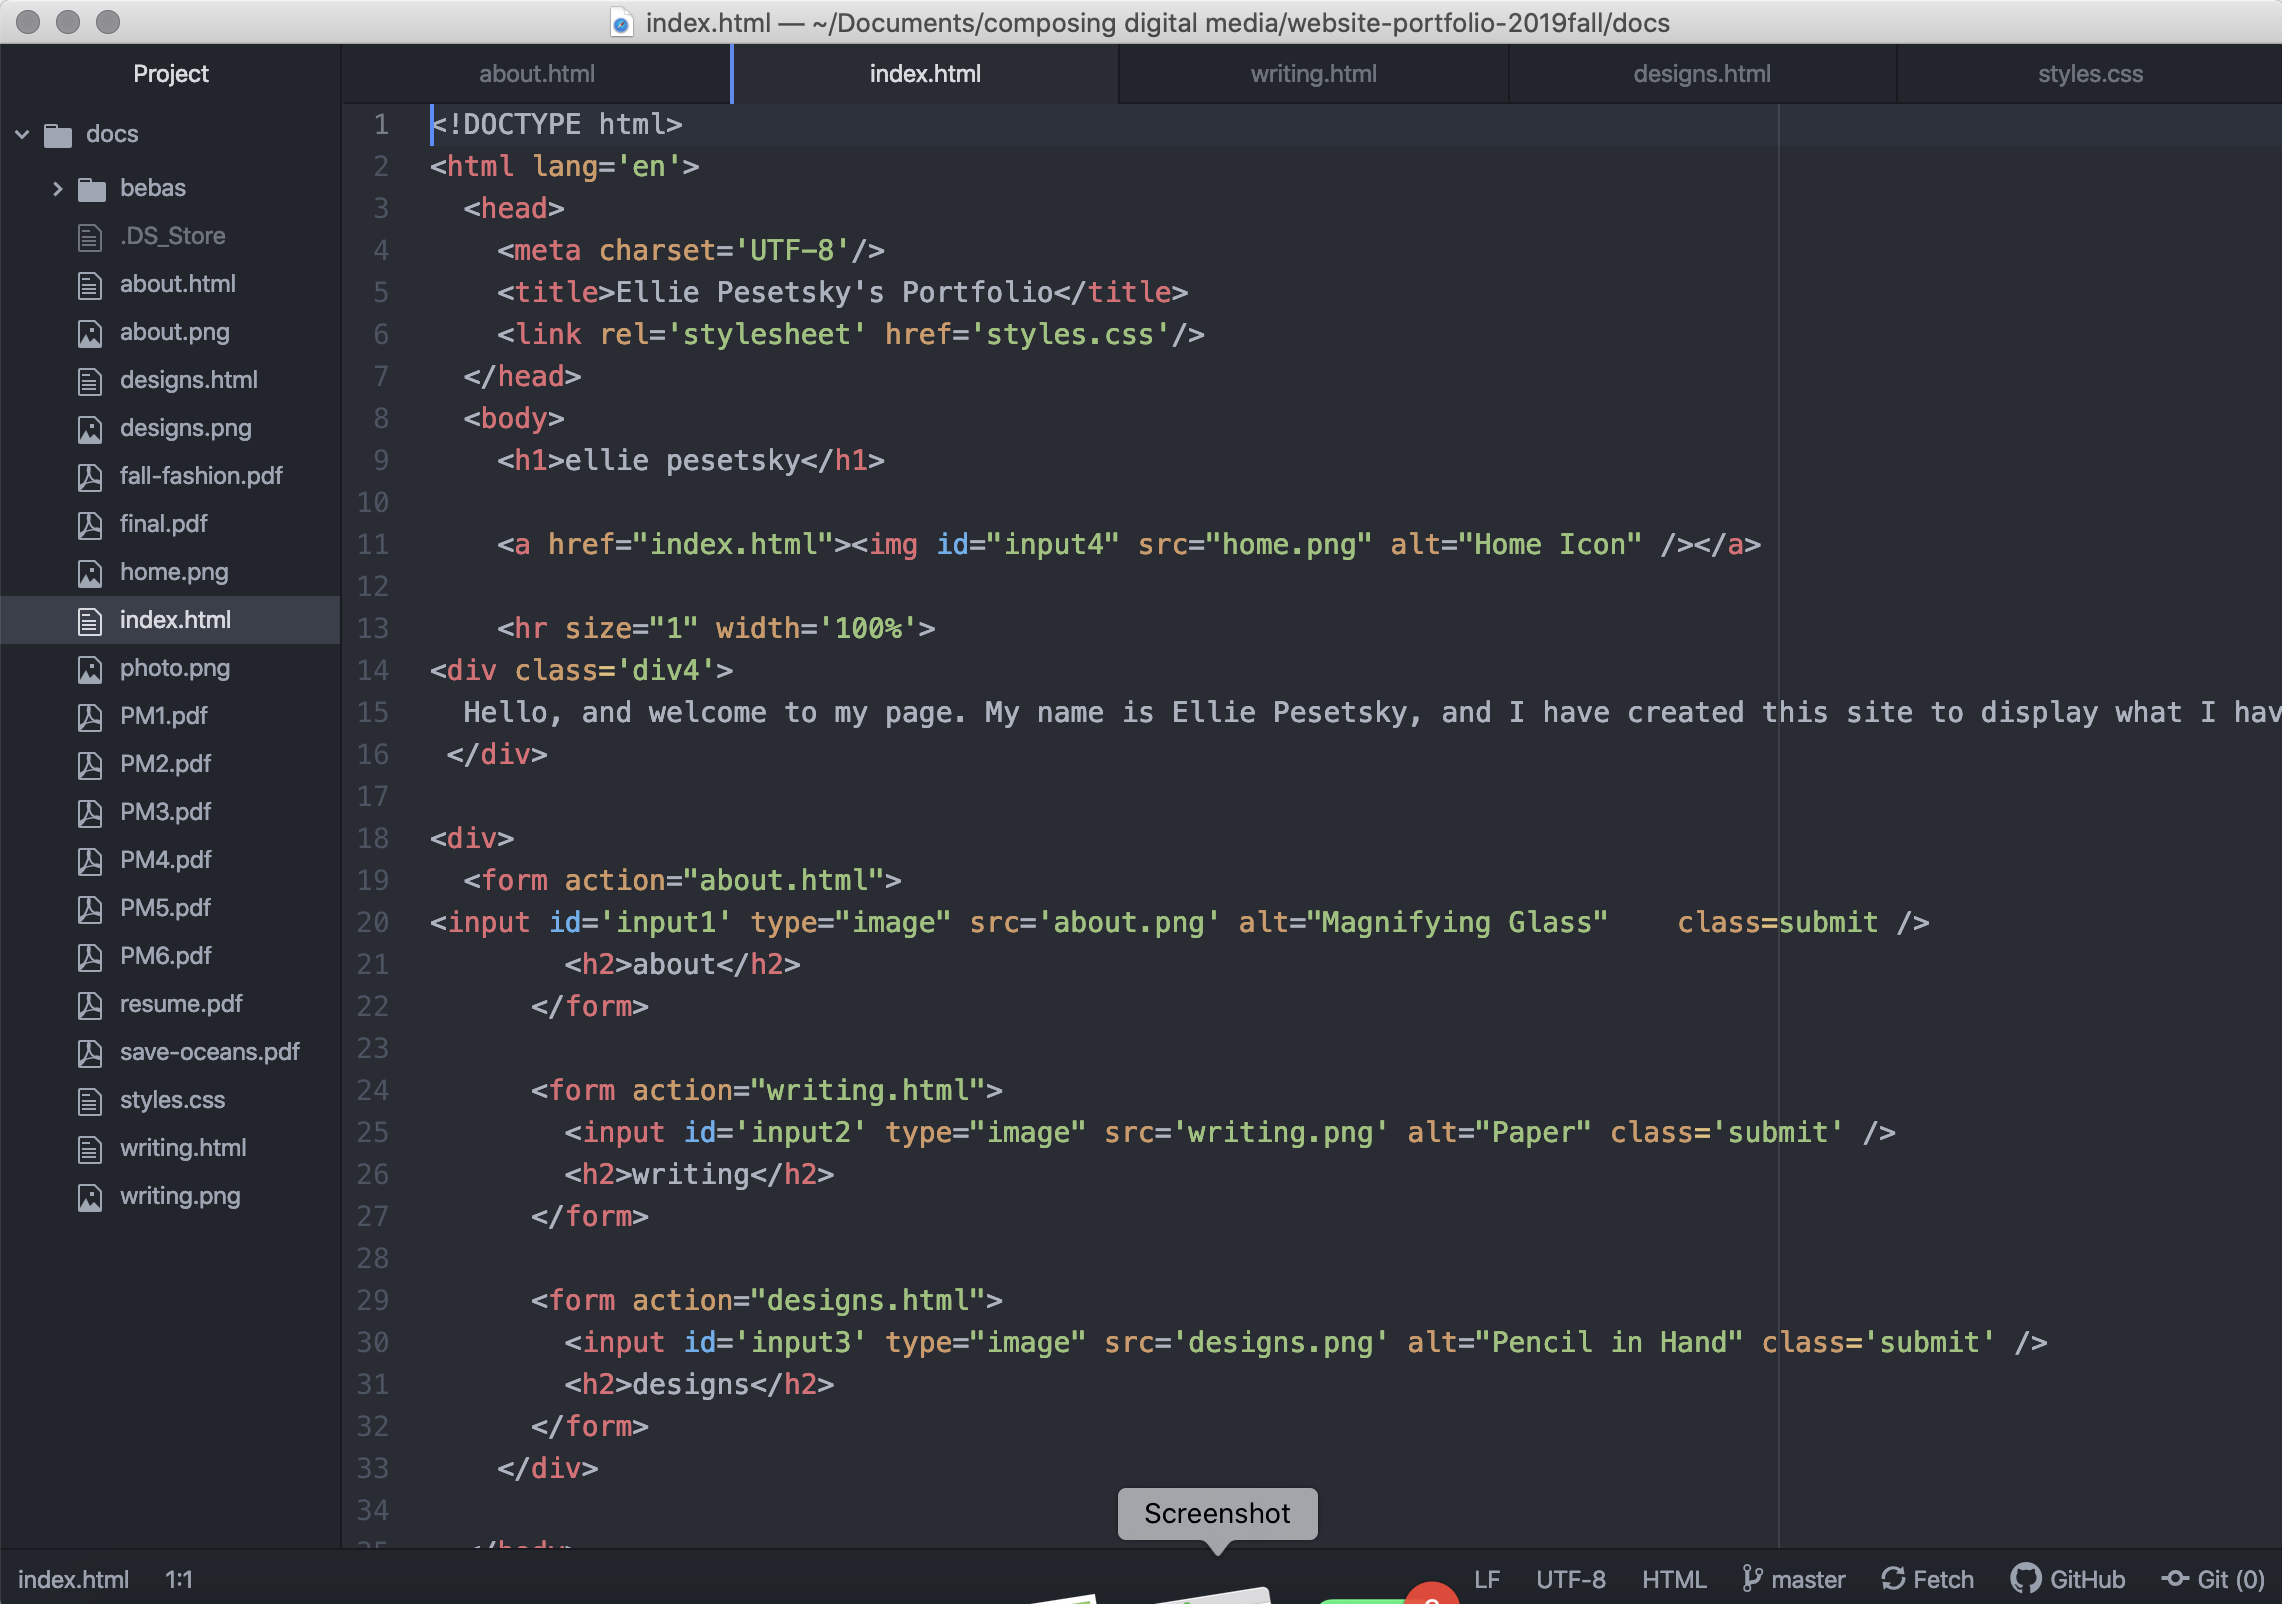 index.html — ~/Documents/composing digital media/website-portfolio-2019fall/docs
Project
about.html
index.html
writing.html
designs.html
styles.css
docs
bebas
.DS_Store
about.html
about.png
designs.html
designs.png
fall-fashion.pdf
final.pdf
home.png
index.html
photo.png
PM1.pdf
PM2.pdf
PM3.pdf
PM4.pdf
PM5.pdf
PM6.pdf
resume.pdf
save-oceans.pdf
styles.css
writing.html
writing.png
1 <!DOCTYPE html>
2 <html lang='en'>
3 <head>
4 <meta charset='UTF-8'/>
5 <title>Ellie Pesetsky's Portfolio</title>
6 <link rel='stylesheet' href='styles.css'/>
7 </head>
8 <body>
9 <h1>ellie pesetsky</h1>
10
11 <a href="index.html"><img id="input4" src="home.png" alt="Home Icon" /></a>
12
13 <hr size="1" width='100%'>
14 <div class='div4'>
15 Hello, and welcome to my page. My name is Ellie Pesetsky, and I have created this site to display what I hav
16 </div>
17
18 <div>
19 <form action="about.html">
20 <input id='input1' type="image" src='about.png' alt="Magnifying Glass" class=submit />
21 <h2>about</h2>
22 </form>
23
24 <form action="writing.html">
25 <input id='input2' type="image" src='writing.png' alt="Paper" class='submit' />
26 <h2>writing</h2>
27 </form>
28
29 <form action="designs.html">
30 <input id='input3' type="image" src='designs.png' alt="Pencil in Hand" class='submit' />
31 <h2>designs</h2>
32 </form>
33 </div>
34
35 </body>
Screenshot
index.html 1:1 LF UTF-8 HTML master Fetch GitHub Git (0)